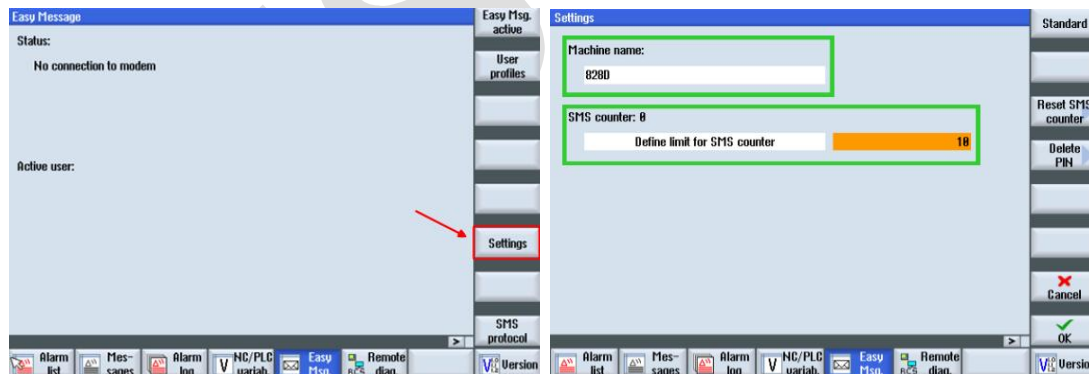 Easy Message
Status:
No connection to modem
Active user:
Easy Msg.
active
User
profiles
Settings
SMS
protocol
>
Alarm
list
Mes-
sages
Alarm
log
NC/PLC
variab.
Easy
Msg.
RCS
Remote
diag.
Version
Settings
Machine name:
828D
SMS counter: 0
Define limit for SMS counter 10
Standard
Reset SMS
counter
Delete
PIN
Cancel
OK
>
Alarm
list
Mes-
sages
Alarm
log
NC/PLC
variab.
Easy
Msg.
RCS
Remote
diag.